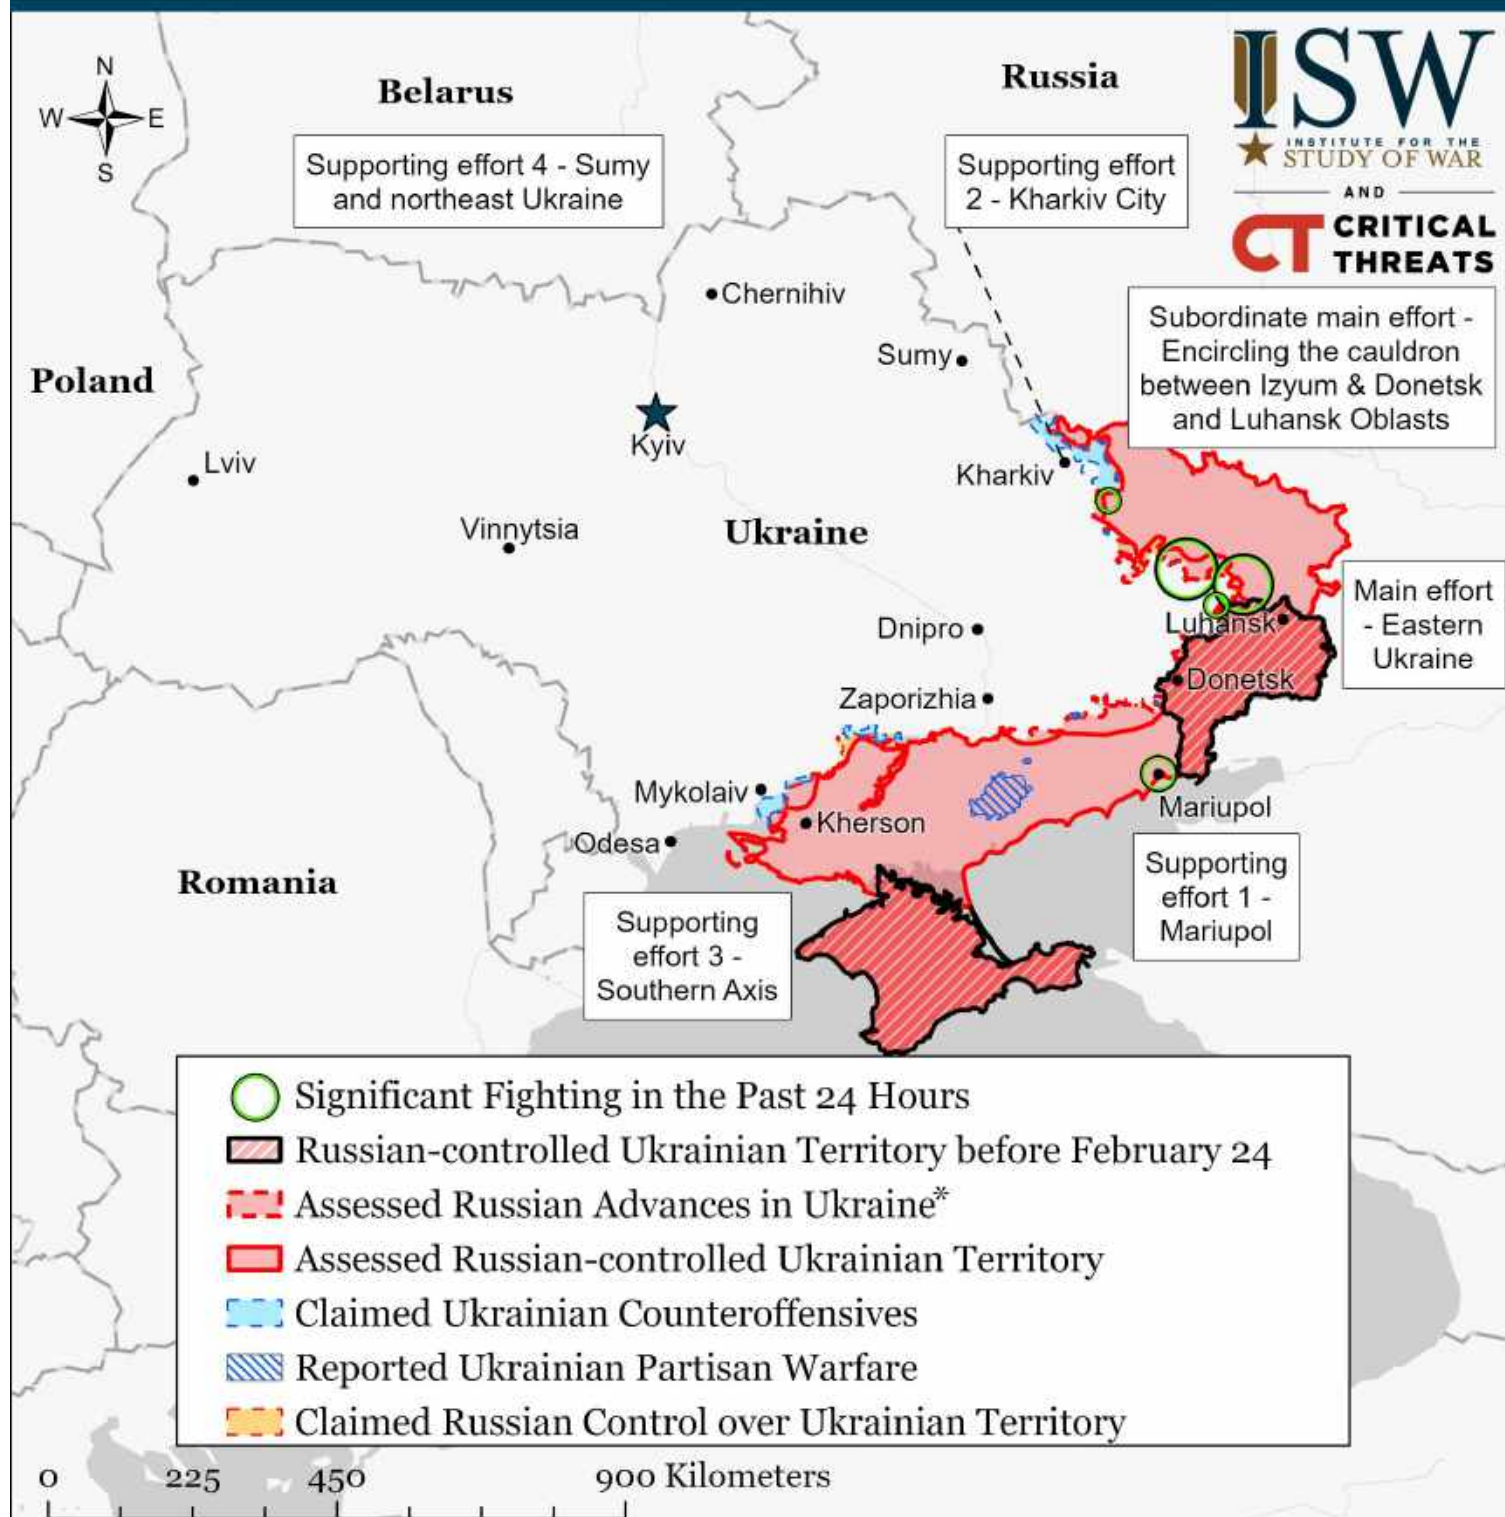 N
W E
S
Belarus
Russia
ISW
INSTITUTE FOR THE
STUDY OF WAR
AND
CT CRITICAL
THREATS
Supporting effort 4 - Sumy
and northeast Ukraine
Supporting effort
2 - Kharkiv City
Subordinate main effort -
Encircling the cauldron
between Izyum & Donetsk
and Luhansk Oblasts
Chernihiv
Sumy
Poland
Kyiv
Lviv
Kharkiv
Vinnytsia
Ukraine
Main effort
- Eastern
Ukraine
Dnipro
Luhansk
Donetsk
Zaporizhia
Mykolaiv
Mariupol
Kherson
Odesa
Romania
Supporting
effort 1 -
Mariupol
Supporting
effort 3 -
Southern Axis
Significant Fighting in the Past 24 Hours
Russian-controlled Ukrainian Territory before February 24
Assessed Russian Advances in Ukraine*
Assessed Russian-controlled Ukrainian Territory
Claimed Ukrainian Counteroffensives
Reported Ukrainian Partisan Warfare
Claimed Russian Control over Ukrainian Territory
0 225 450 900 Kilometers